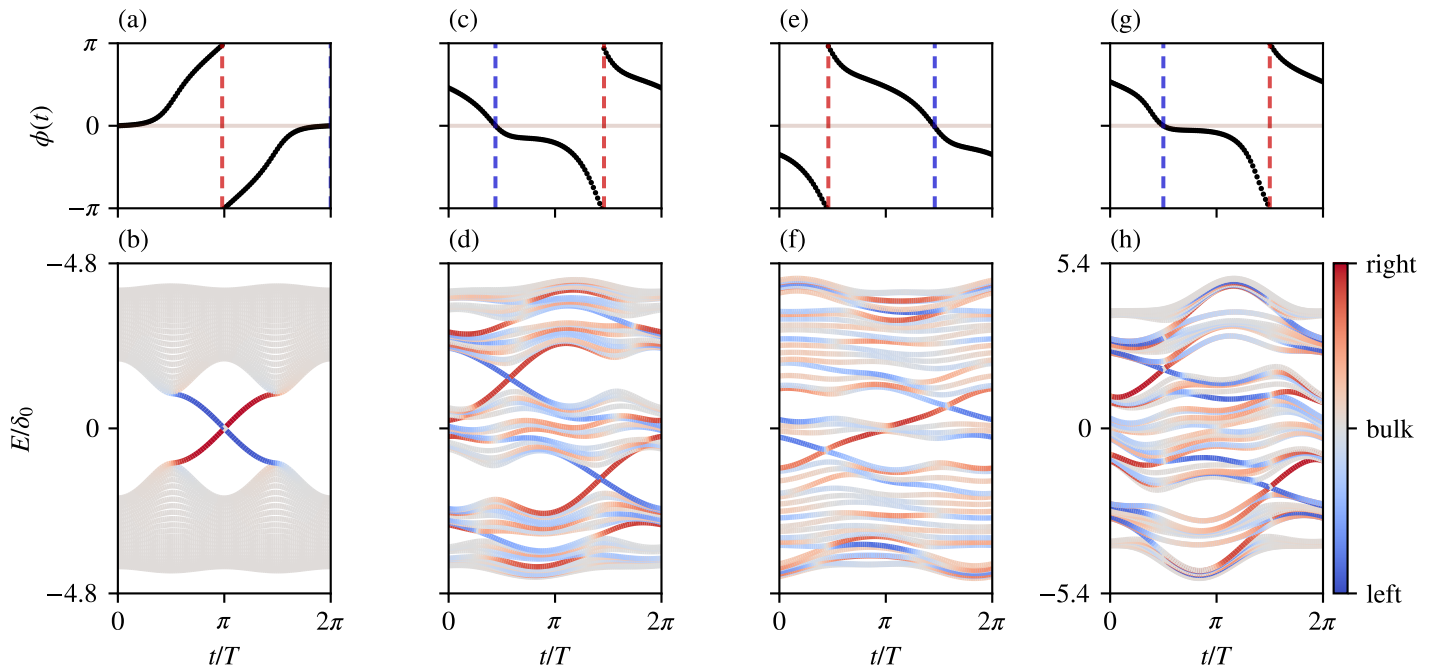 (a) (c) (e) (g)
π
0
−π
ϕ(t)
(b) (d) (f) (h)
−4.8
0
−4.8
E/δ0
5.4
0
−5.4
right
bulk
left
0 π 2π 0 π 2π 0 π 2π 0 π 2π
t/T t/T t/T t/T